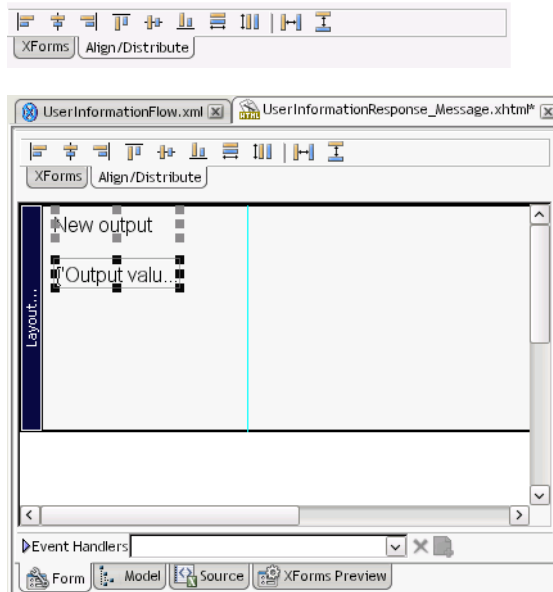 XForms Align/Distribute
UserInformationFlow.xml UserInformationResponse_Message.xhtml*
XForms Align/Distribute
New output
['Output valu...
Layout...
Event Handlers
Form Model Source XForms Preview